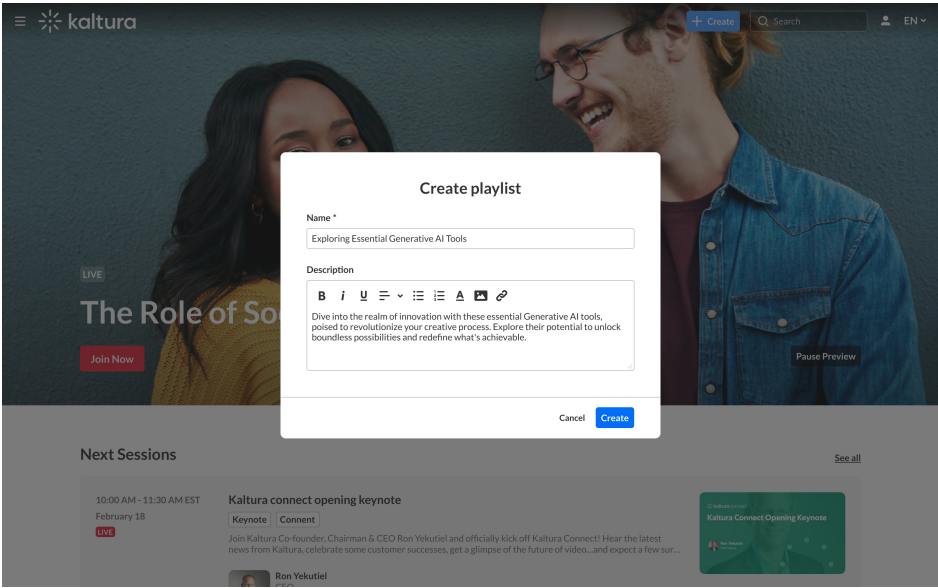 kaltura
+ Create
Search
EN
LIVE
The Role of So
Join Now
Pause Preview
Create playlist
Name *
Exploring Essential Generative AI Tools
Description
B i U A
Dive into the realm of innovation with these essential Generative AI tools,
poised to revolutionize your creative process. Explore their potential to unlock
boundless possibilities and redefine what's achievable.
Cancel
Create
Next Sessions
See all
10:00 AM - 11:30 AM EST
February 18
LIVE
Kaltura connect opening keynote
Keynote
Connent
Join Kaltura Co-founder, Chairman & CEO Ron Yekutiel and officially kick off Kaltura Connect! Hear the latest
news from Kaltura, celebrate some customer successes, get a glimpse of the future of video...and expect a few sur...
Ron Yekutiel
CEO
Kaltura Connect Opening Keynote
Ron Yekutiel